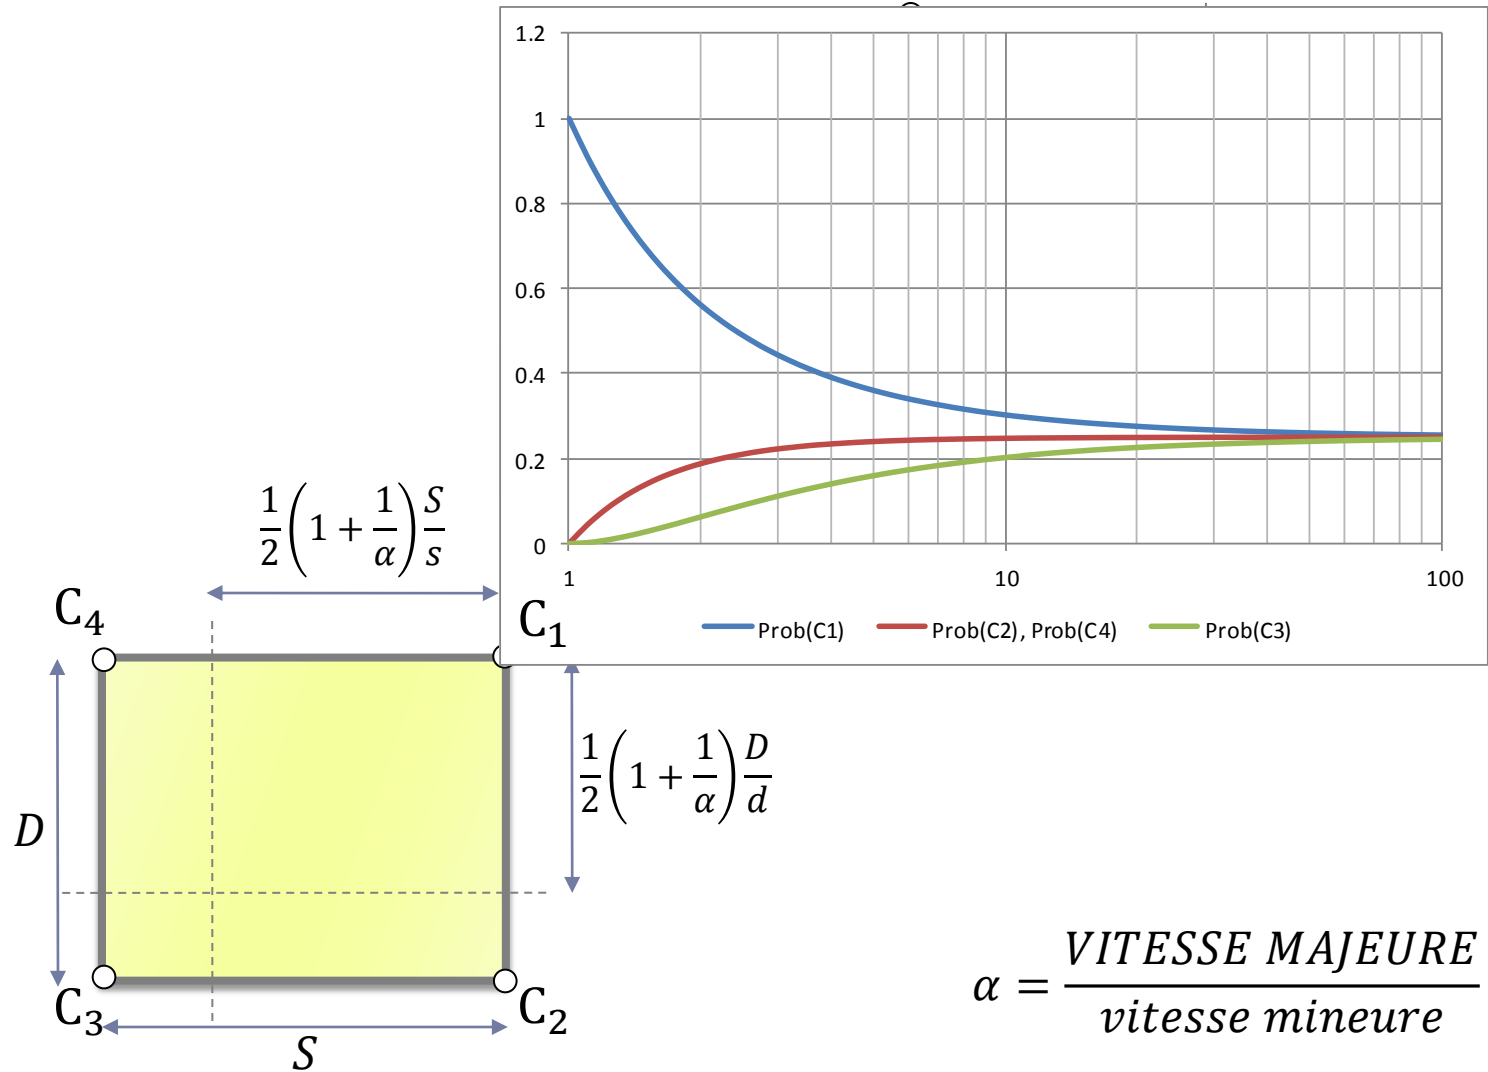 1.2
1
0.8
0.6
0.4
0.2
0
1 10 100
Prob(C1) Prob(C2), Prob(C4) Prob(C3)
1/2(1 + 1/α)S/s
C₄
C₁
1/2(1 + 1/α)D/d
D
C₃
C₂
S
α = VITESSE MAJEURE/vitesse mineure